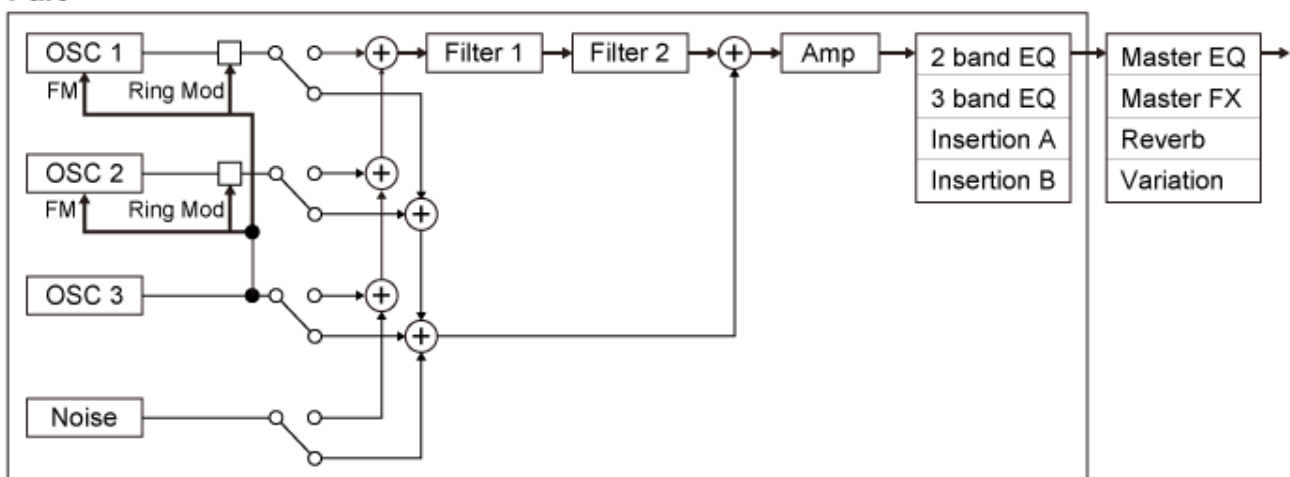 OSC 1
FM
Ring Mod
Filter 1
Filter 2
Amp
2 band EQ
3 band EQ
Insertion A
Insertion B
Master EQ
Master FX
Reverb
Variation
OSC 2
FM
Ring Mod
OSC 3
Noise